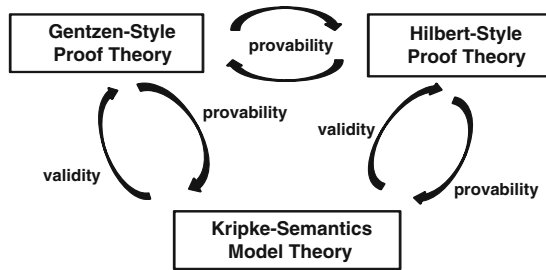 Gentzen-Style
Proof Theory
provability
Hilbert-Style
Proof Theory
provability
validity
validity
provability
Kripke-Semantics
Model Theory